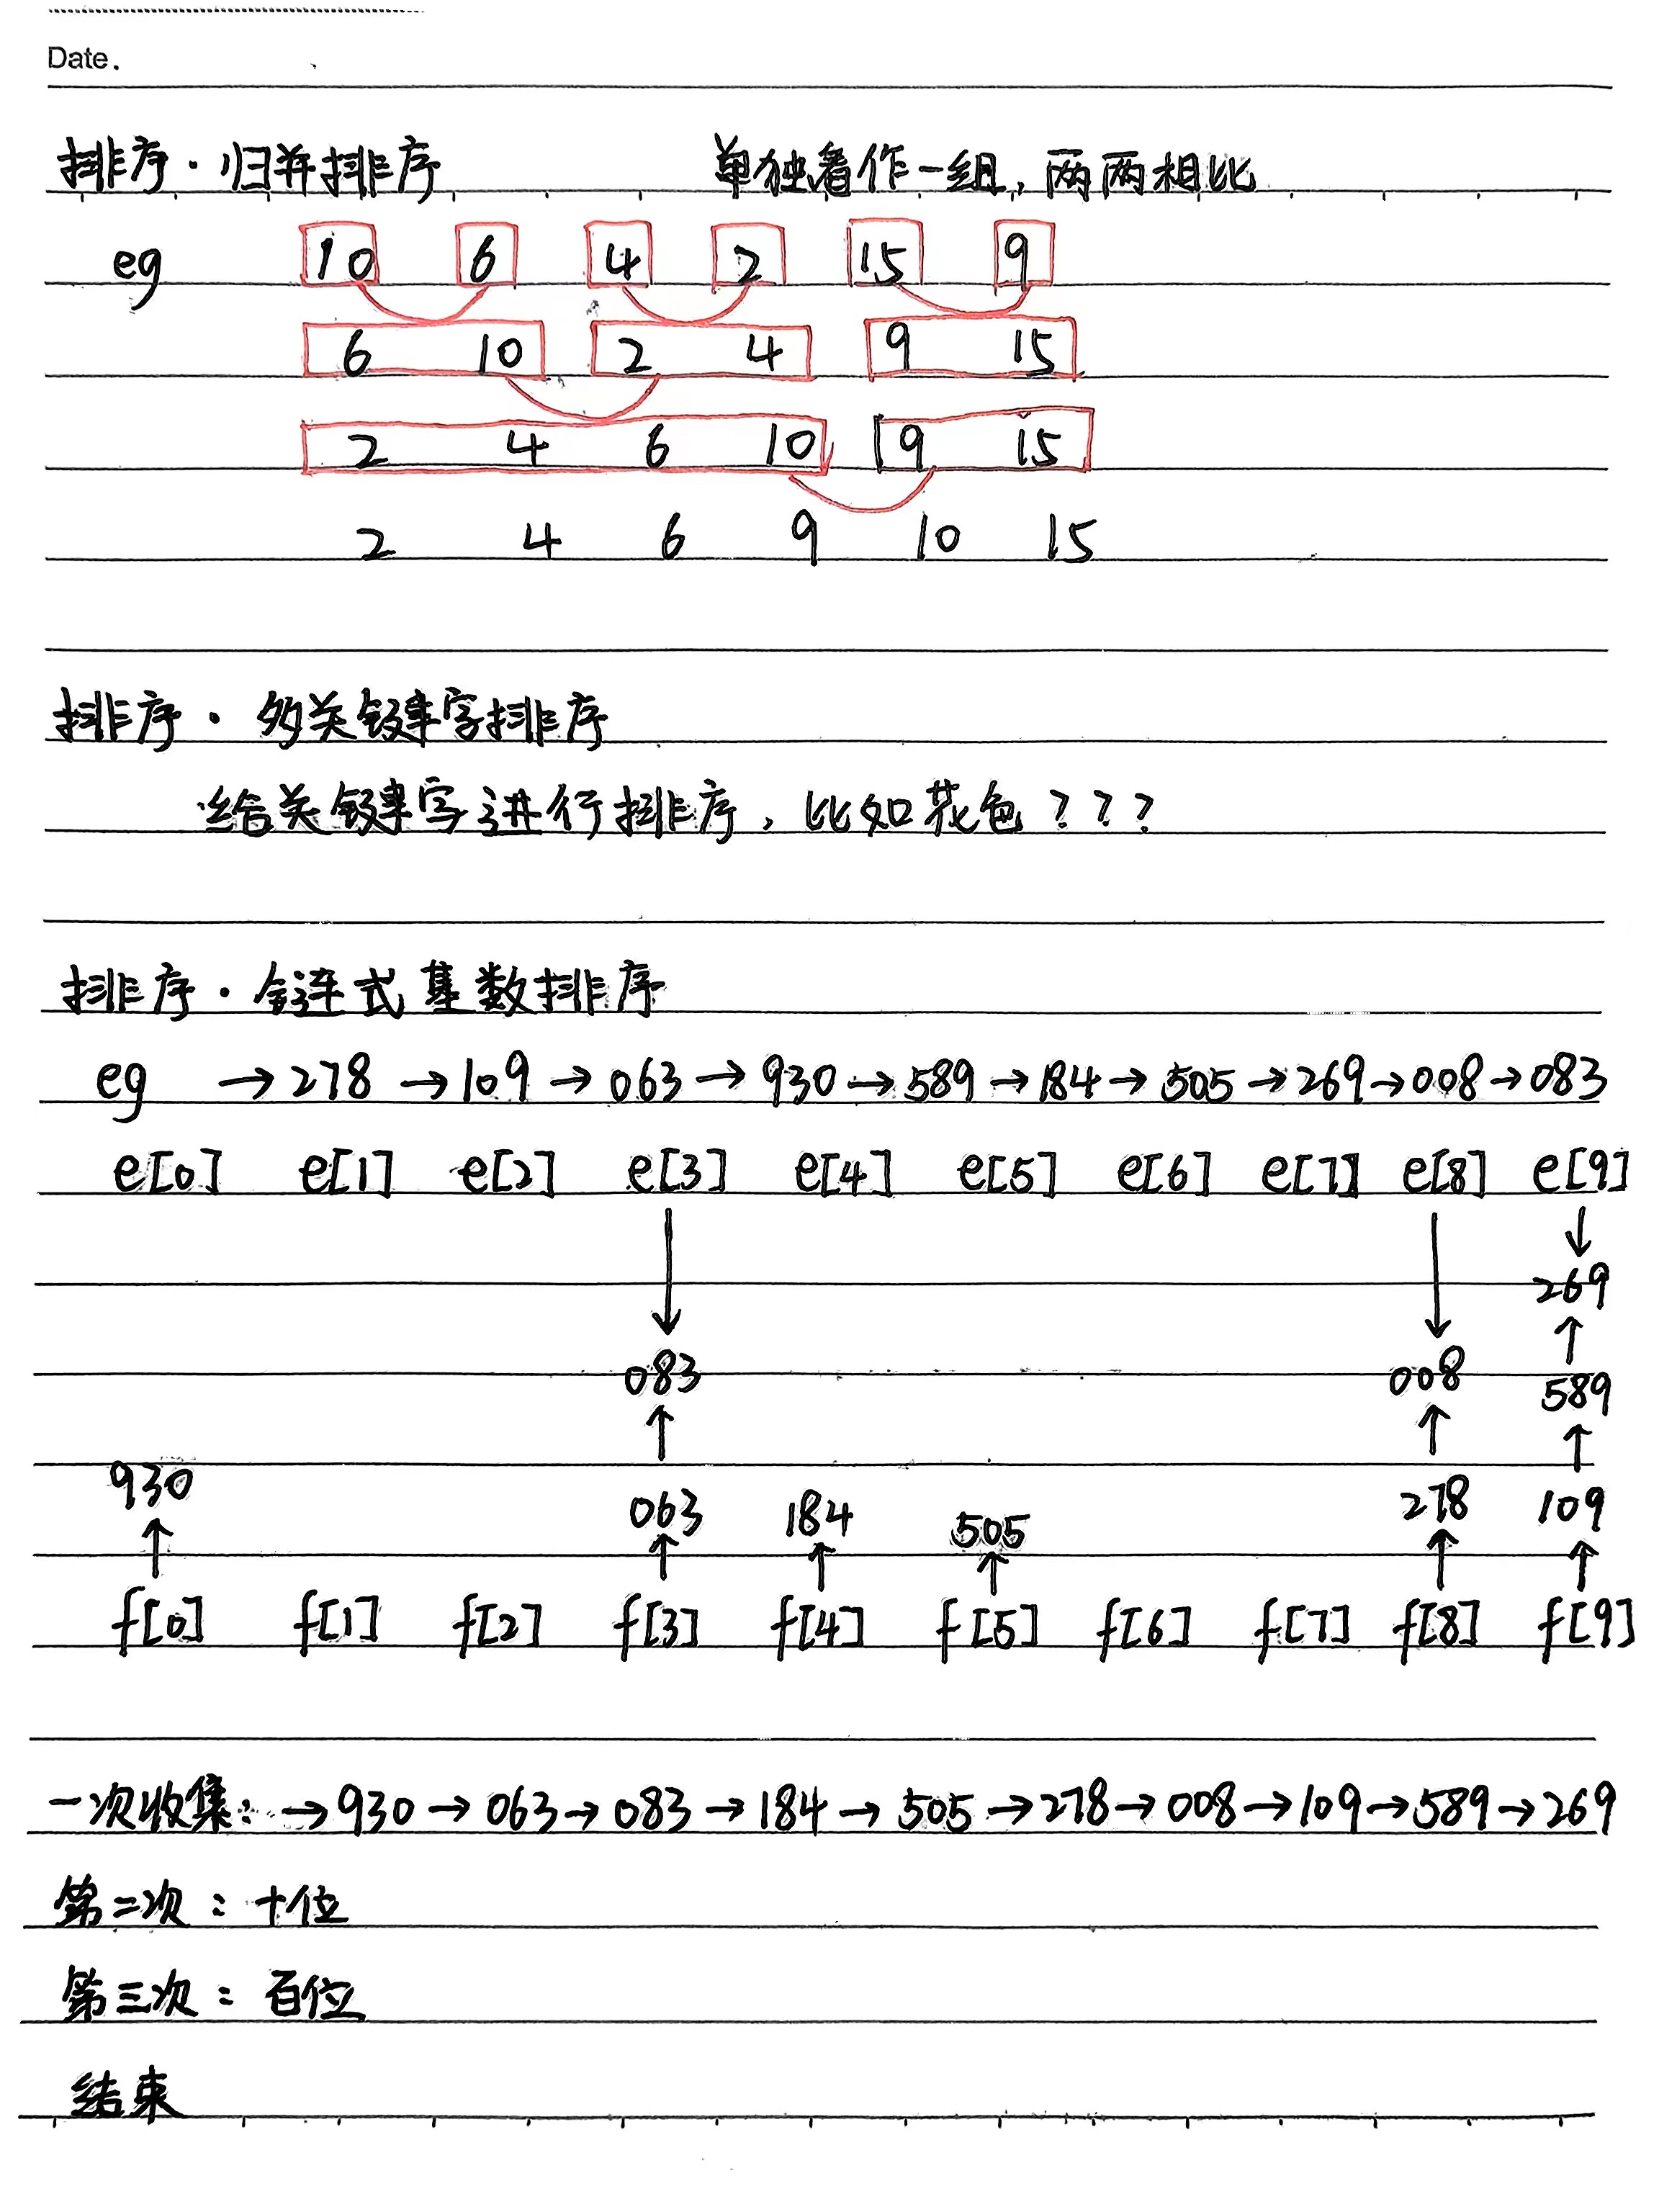 Date.
排序·归并排序 单独看作一组，两两相比
eg 10 6 4 2 15 9
6 10 2 4 9 15
2 4 6 10 9 15
2 4 6 9 10 15
排序·多关键字排序
给关键字进行排序，比如花色？？？
排序·链式基数排序
eg →278→109→063→930→589→184→505→269→008→083
e[0] e[1] e[2] e[3] e[4] e[5] e[6] e[7] e[8] e[9]
↓ ↓ ↓
269
↑
083 008 589
↑ ↑ ↑
930 063 184 505 278 109
↑ ↑ ↑ ↑ ↑ ↑
f[0] f[1] f[2] f[3] f[4] f[5] f[6] f[7] f[8] f[9]
一次收集：→930→063→083→184→505→278→008→109→589→269
第二次：十位
第三次：百位
结束